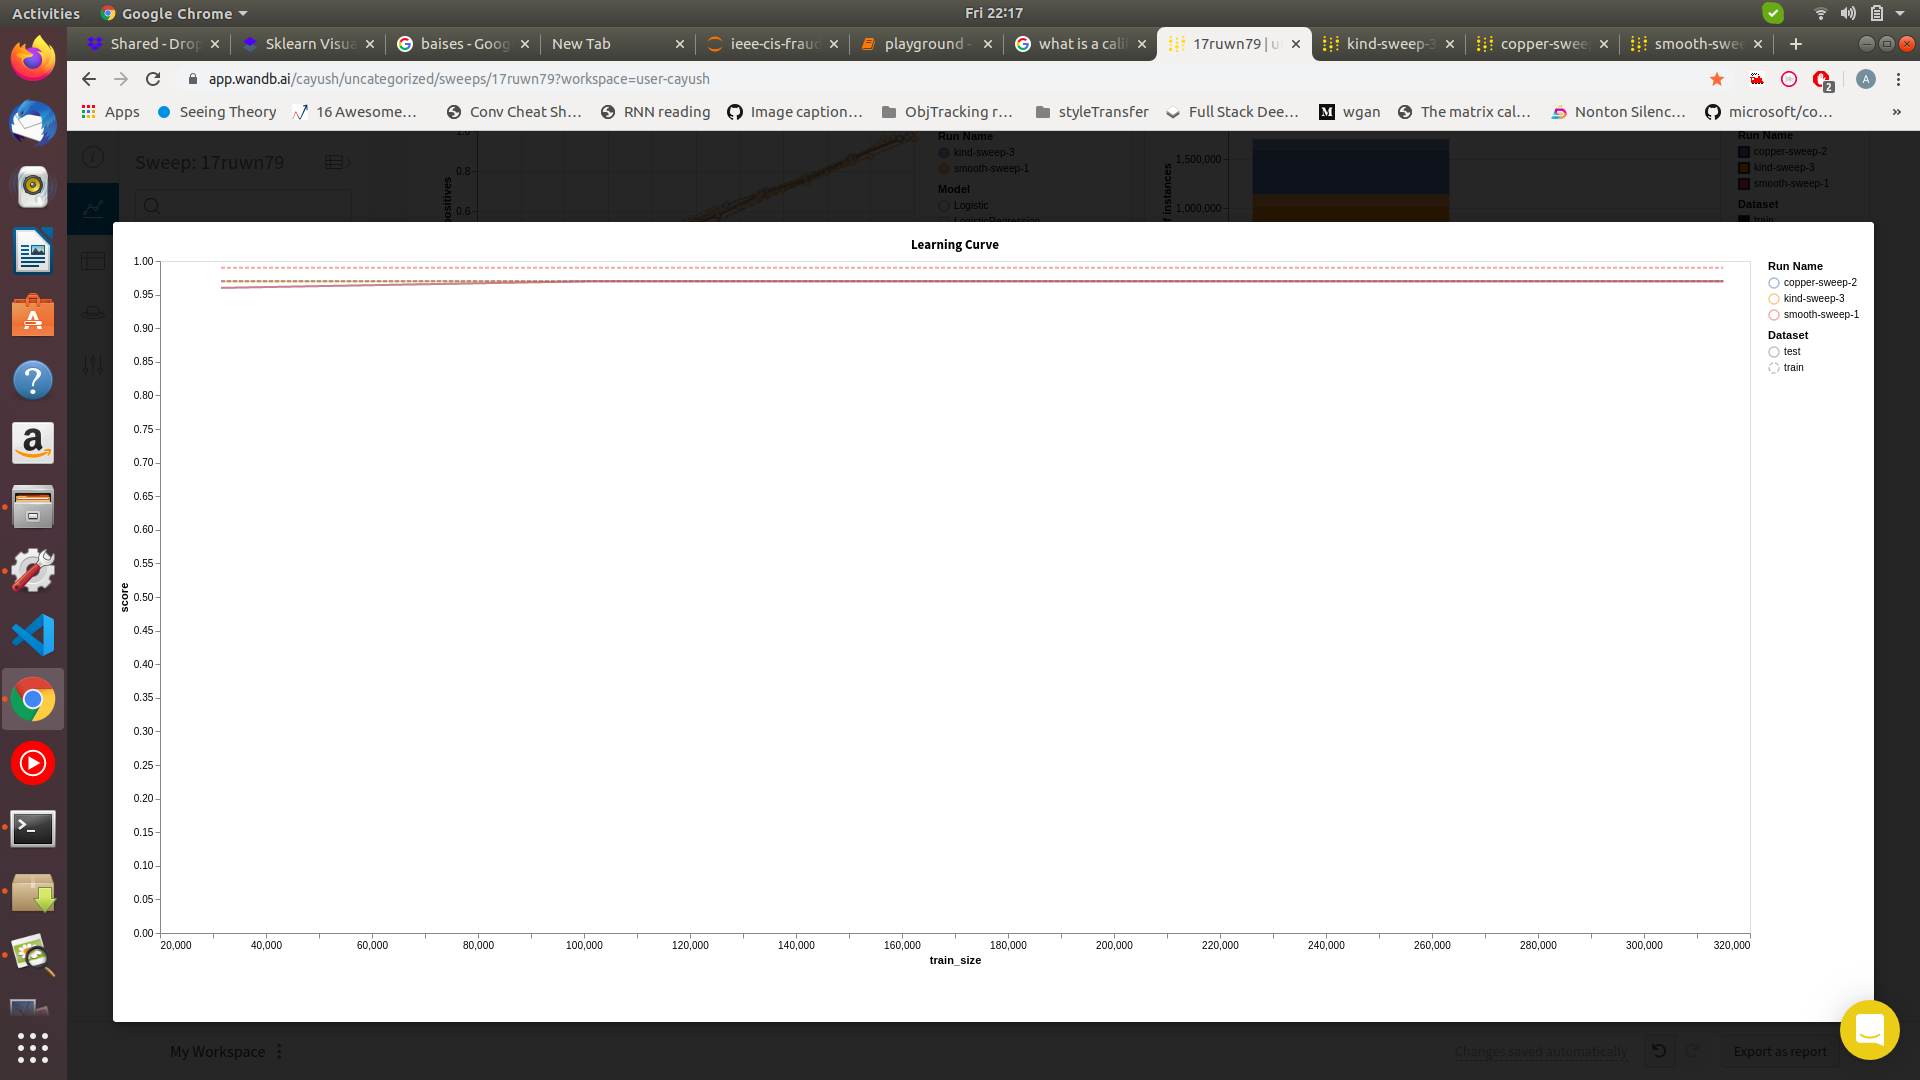 Activities
Google Chrome
Fri 22:17
Shared - Drop
Sklearn Visua
baises - Goog
New Tab
ieee-cis-fraud
playground -
what is a cali
17ruwn79 | u
kind-sweep-3
copper-swee
smooth-swee
app.wandb.ai/cayush/uncategorized/sweeps/17ruwn79?workspace=user-cayush
A
2
Apps
Seeing Theory
16 Awesome…
Conv Cheat Sh…
RNN reading
Image caption…
ObjTracking r…
styleTransfer
Full Stack Dee…
wgan
The matrix cal…
Nonton Silenc…
microsoft/co…
»
Sweep: 17ruwn79
1.0
0.8
0.6
positives
Run Name
kind-sweep-3
smooth-sweep-1
Model
Logistic
LogisticRegression
1,500,000
1,000,000
f instances
Run Name
copper-sweep-2
kind-sweep-3
smooth-sweep-1
Dataset
train
Learning Curve
1.00
0.95
0.90
0.85
0.80
0.75
0.70
0.65
0.60
0.55
0.50
0.45
0.40
0.35
0.30
0.25
0.20
0.15
0.10
0.05
0.00
score
20,000
40,000
60,000
80,000
100,000
120,000
140,000
160,000
180,000
200,000
220,000
240,000
260,000
280,000
300,000
320,000
train_size
Run Name
copper-sweep-2
kind-sweep-3
smooth-sweep-1
Dataset
test
train
My Workspace
Changes saved automatically
Export as report